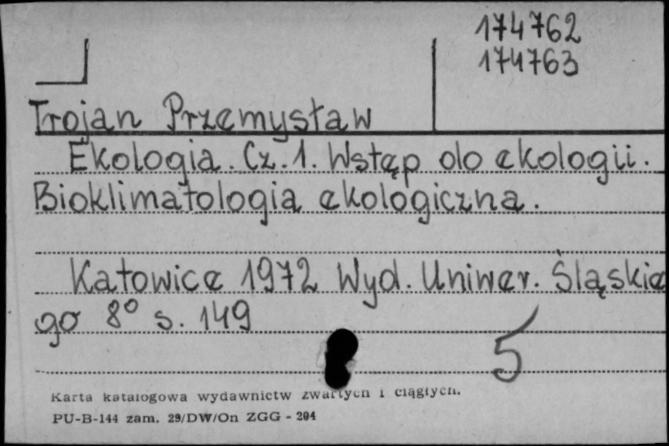 174762
174763
Trojan Przemysław
Ekologia. Cz. 1. Wstęp do ekologii.
Bioklimatologia ekologiczna.
Katowice 1972 Wyd. Uniwer. Śląskie
go 8° s. 149
5
Karta katalogowa wydawnictw zwartych i ciągłych.
PU-B-144 zam. 29/DW/On ZGG - 204